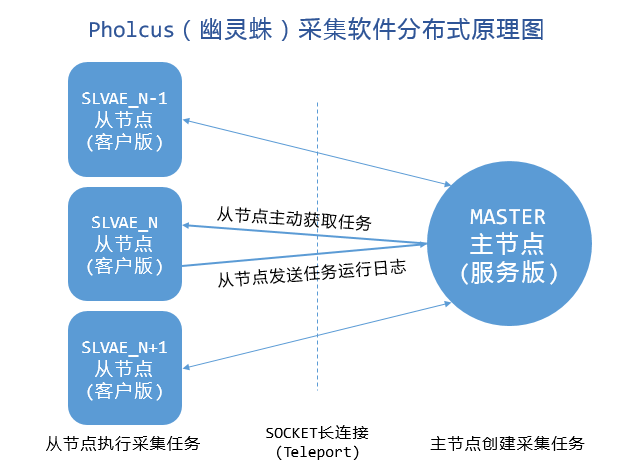 Pholcus（幽灵蛛）采集软件分布式原理图
SLVAE_N-1
从节点
(客户版)
SLVAE_N
从节点
(客户版)
SLVAE_N+1
从节点
(客户版)
从节点主动获取任务
从节点发送任务运行日志
MASTER
主节点
(服务版)
从节点执行采集任务
SOCKET长连接
(Teleport)
主节点创建采集任务